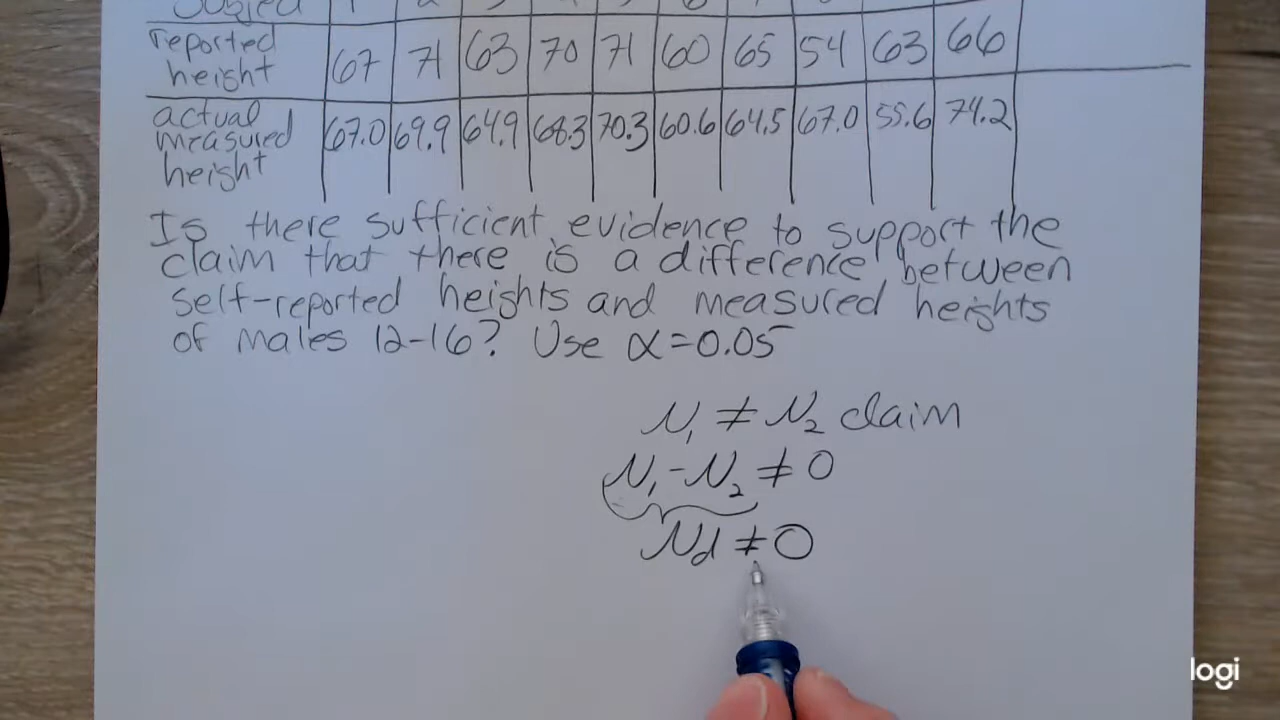 reported height 67 71 63 70 71 60 65 54 63 66
actual measured height 67.0 69.9 64.9 68.3 70.3 60.6 64.5 67.0 55.6 74.2
Is there sufficient evidence to support the
claim that there is a difference between
self-reported heights and measured heights
of males 12-16? Use α=0.05
μ₁ ≠ μ₂ claim
μ₁-μ₂ ≠ 0
μd ≠ 0
logi